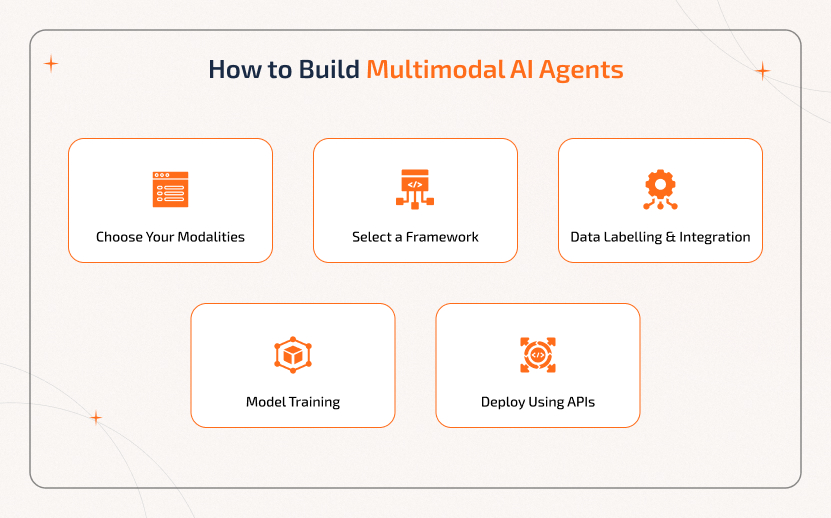 How to Build Multimodal AI Agents
Choose Your Modalities
Select a Framework
Data Labelling & Integration
Model Training
Deploy Using APIs